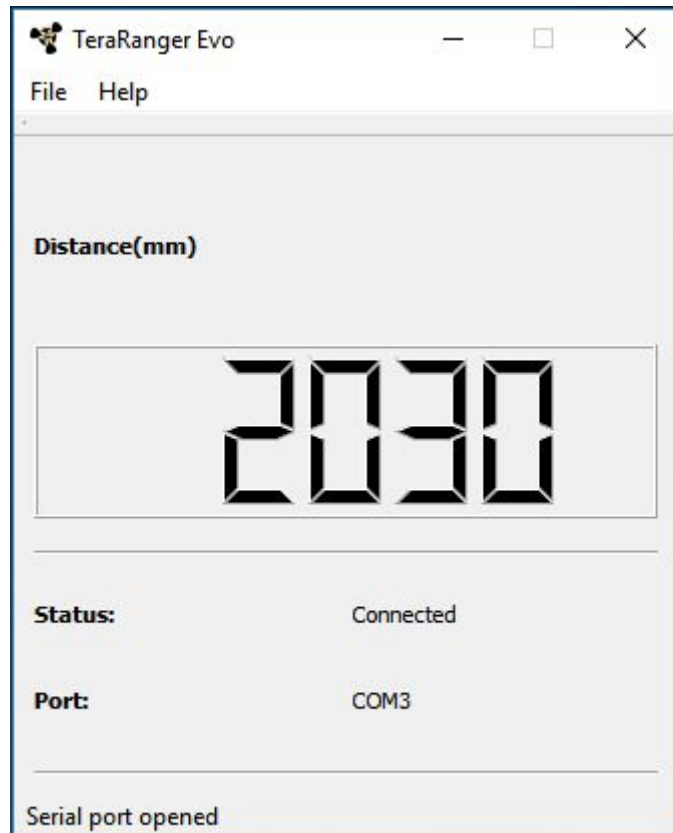 TeraRanger Evo
File Help
Distance(mm)
2030
Status: Connected
Port: COM3
Serial port opened